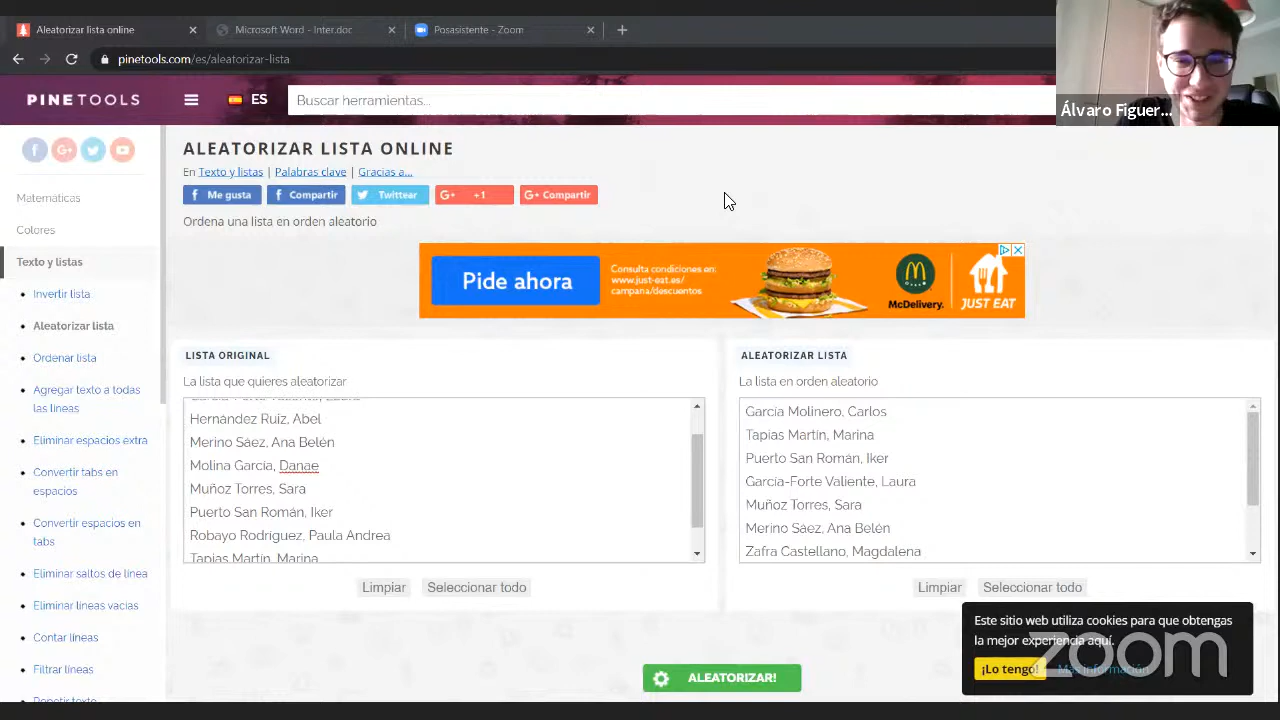 Aleatorizar lista online
Microsoft Word - Inter.doc
Posasistente - Zoom
pinetools.com/es/aleatorizar-lista
PINETOOLS
ES
Buscar herramientas...
Álvaro Figuer...
Matemáticas
Colores
Texto y listas
Invertir lista
Aleatorizar lista
Ordenar lista
Agregar texto a todas
las líneas
Eliminar espacios extra
Convertir tabs en
espacios
Convertir espacios en
tabs
Eliminar saltos de línea
Eliminar líneas vacías
Contar líneas
Filtrar líneas
Repetir texto
ALEATORIZAR LISTA ONLINE
En Texto y listas | Palabras clave | Gracias a...
Me gusta
Compartir
Twittear
G+ +1
G+ Compartir
Ordena una lista en orden aleatorio
Pide ahora
Consulta condiciones en:
www.just-eat.es/
campana/descuentos
McDelivery.
JUST EAT
LISTA ORIGINAL
La lista que quieres aleatorizar
Hernández Ruíz, Abel
Merino Sáez, Ana Belén
Molina García, Danae
Muñoz Torres, Sara
Puerto San Román, Iker
Robayo Rodríguez, Paula Andrea
Tapias Martín, Marina
Limpiar
Seleccionar todo
ALEATORIZAR LISTA
La lista en orden aleatorio
García Molinero, Carlos
Tapias Martín, Marina
Puerto San Román, Iker
García-Forte Valiente, Laura
Muñoz Torres, Sara
Merino Sáez, Ana Belén
Zafra Castellano, Magdalena
Limpiar
Seleccionar todo
ALEATORIZAR!
Este sitio web utiliza cookies para que obtengas
la mejor experiencia aquí.
¡Lo tengo!
Más información
zoom